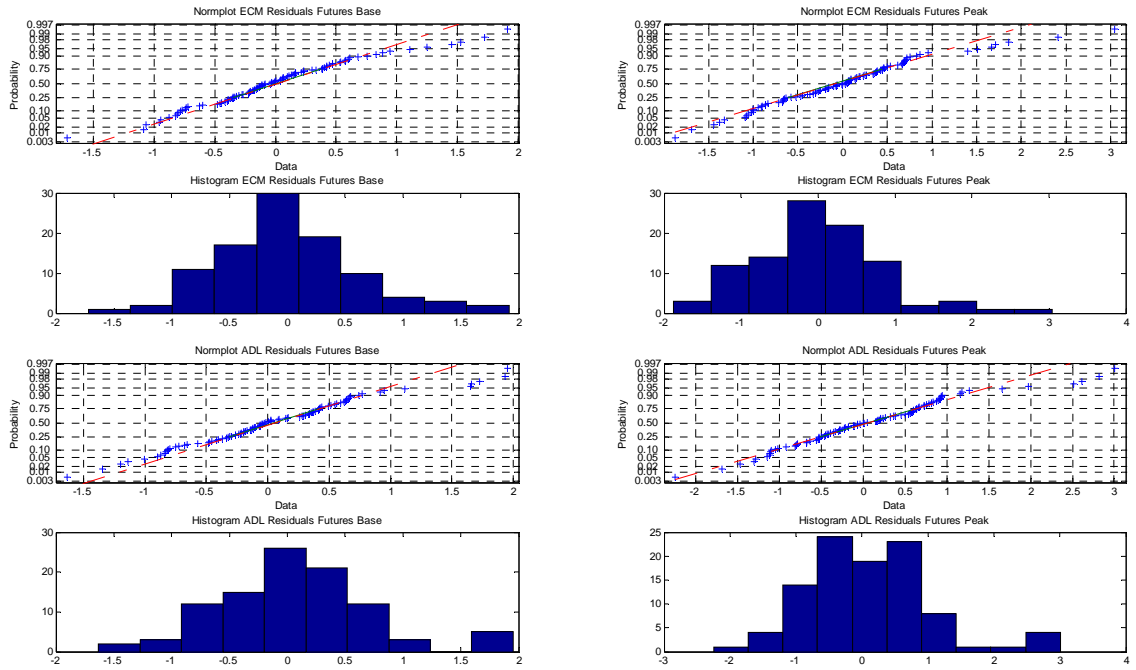 Normplot ECM Residuals Futures Base
0.997
0.99
0.98
0.95
0.90
0.75
0.50
0.25
0.10
0.05
0.02
0.01
0.003
Probability
-1.5 -1 -0.5 0 0.5 1 1.5 2
Data
Normplot ECM Residuals Futures Peak
0.997
0.99
0.98
0.95
0.90
0.75
0.50
0.25
0.10
0.05
0.02
0.01
0.003
Probability
-1.5 -1 -0.5 0 0.5 1 1.5 2 2.5 3
Data
Histogram ECM Residuals Futures Base
30
20
10
0
-2 -1.5 -1 -0.5 0 0.5 1 1.5 2
Histogram ECM Residuals Futures Peak
30
20
10
0
-2 -1 0 1 2 3 4
Normplot ADL Residuals Futures Base
0.997
0.99
0.98
0.95
0.90
0.75
0.50
0.25
0.10
0.05
0.02
0.01
0.003
Probability
-1.5 -1 -0.5 0 0.5 1 1.5 2
Data
Normplot ADL Residuals Futures Peak
0.997
0.99
0.98
0.95
0.90
0.75
0.50
0.25
0.10
0.05
0.02
0.01
0.003
Probability
-2 -1.5 -1 -0.5 0 0.5 1 1.5 2 2.5 3
Data
Histogram ADL Residuals Futures Base
30
20
10
0
-2 -1.5 -1 -0.5 0 0.5 1 1.5 2
Histogram ADL Residuals Futures Peak
25
20
15
10
5
0
-3 -2 -1 0 1 2 3 4